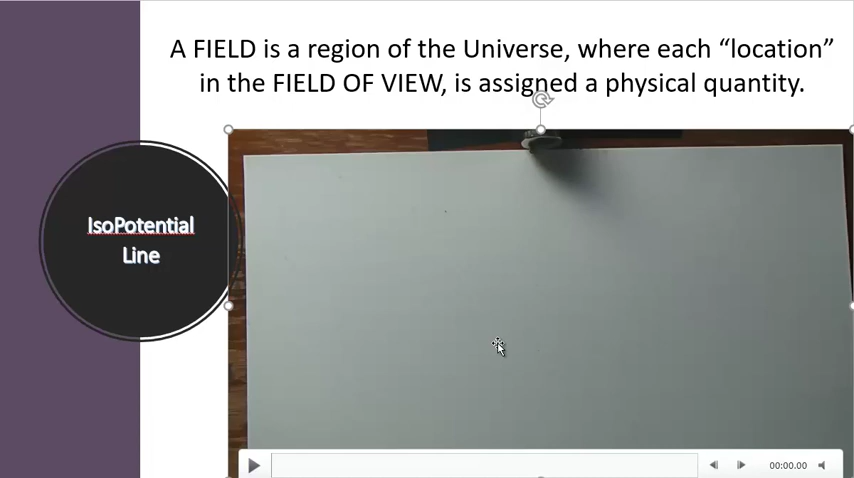 A FIELD is a region of the Universe, where each “location”
in the FIELD OF VIEW, is assigned a physical quantity.
IsoPotential
Line
00:00.00